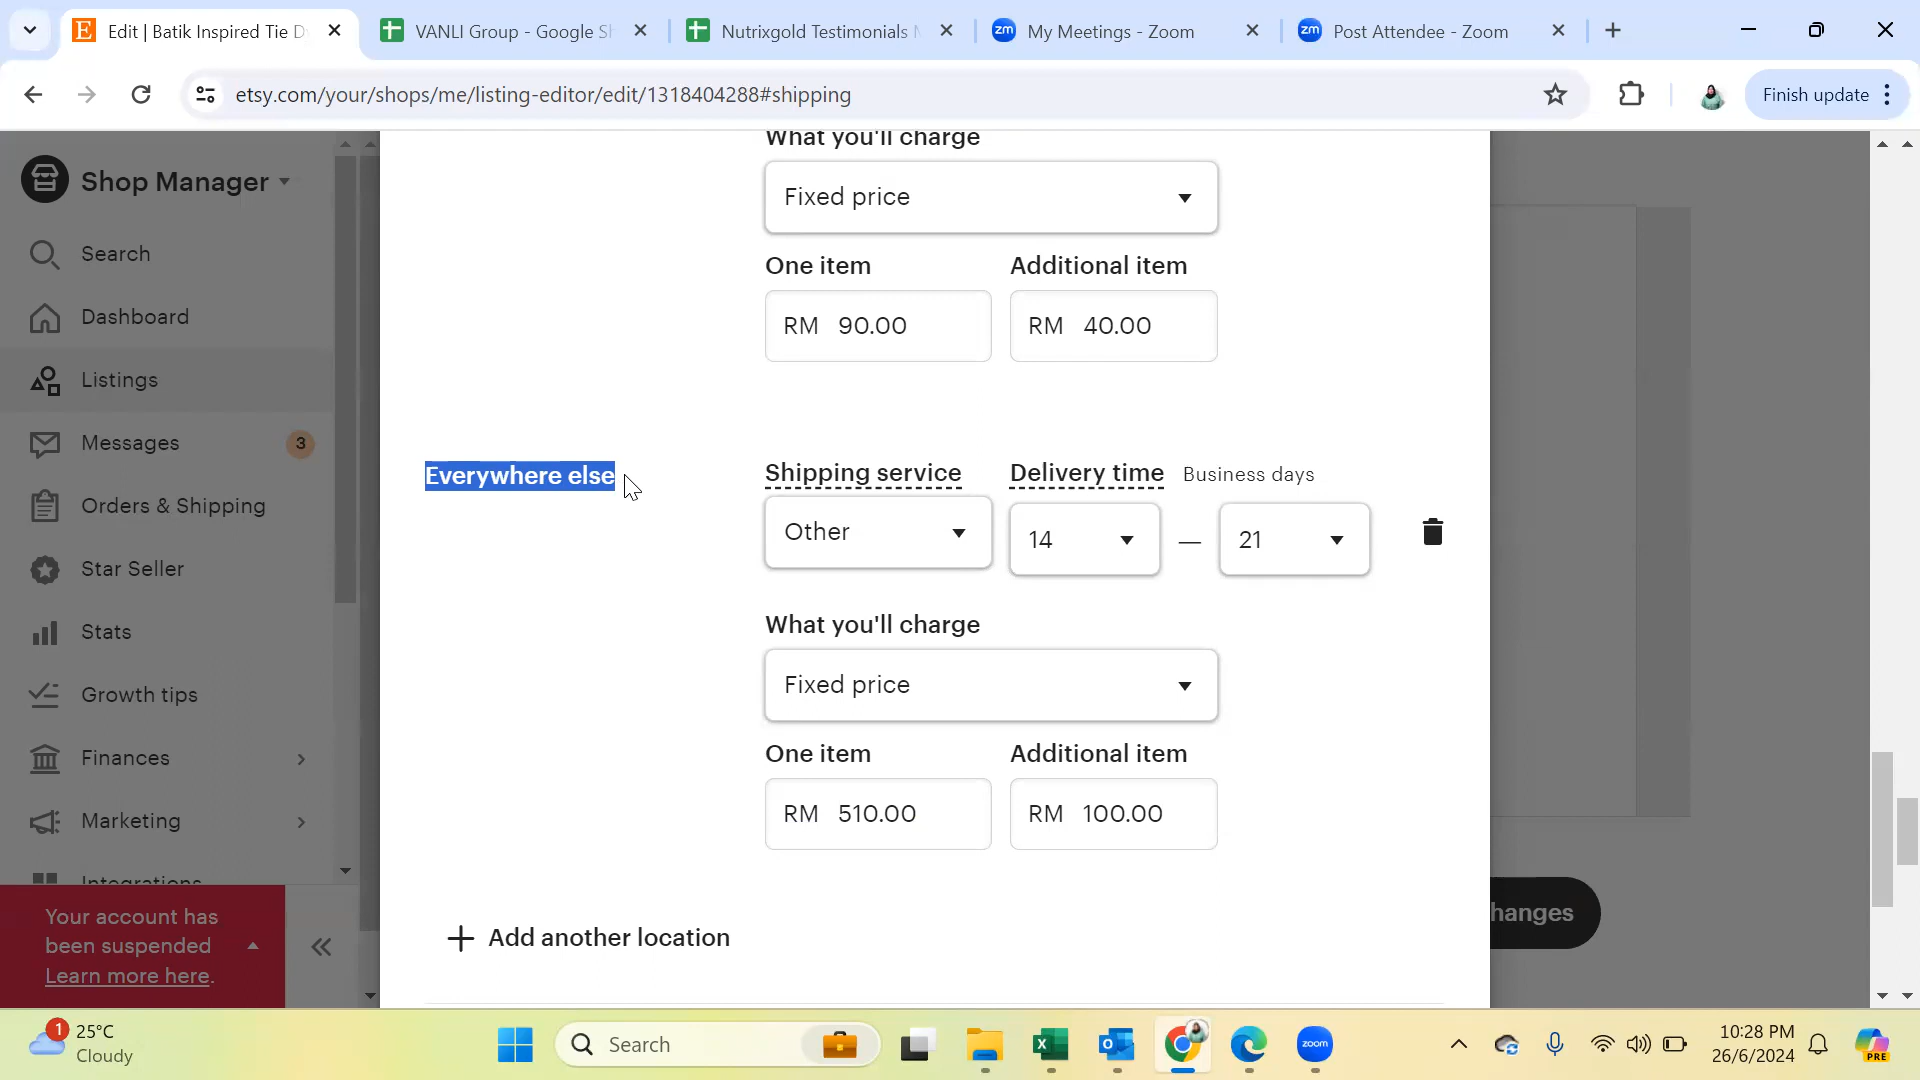 Edit | Batik Inspired Tie D
VANLI Group - Google S
Nutrixgold Testimonials
My Meetings - Zoom
Post Attendee - Zoom
etsy.com/your/shops/me/listing-editor/edit/1318404288#shipping
Finish update
Shop Manager
Search
Dashboard
Listings
Messages
3
Orders & Shipping
Star Seller
Stats
Growth tips
Finances
Marketing
Integrations
Your account has
been suspended
Learn more here.
What you'll charge
Fixed price
One item
Additional item
RM 90.00
RM 40.00
Everywhere else
Shipping service
Delivery time
Business days
Other
14
—
21
What you'll charge
Fixed price
One item
Additional item
RM 510.00
RM 100.00
+ Add another location
hanges
1
25°C
Cloudy
Search
zoom
10:28 PM
26/6/2024
PRE